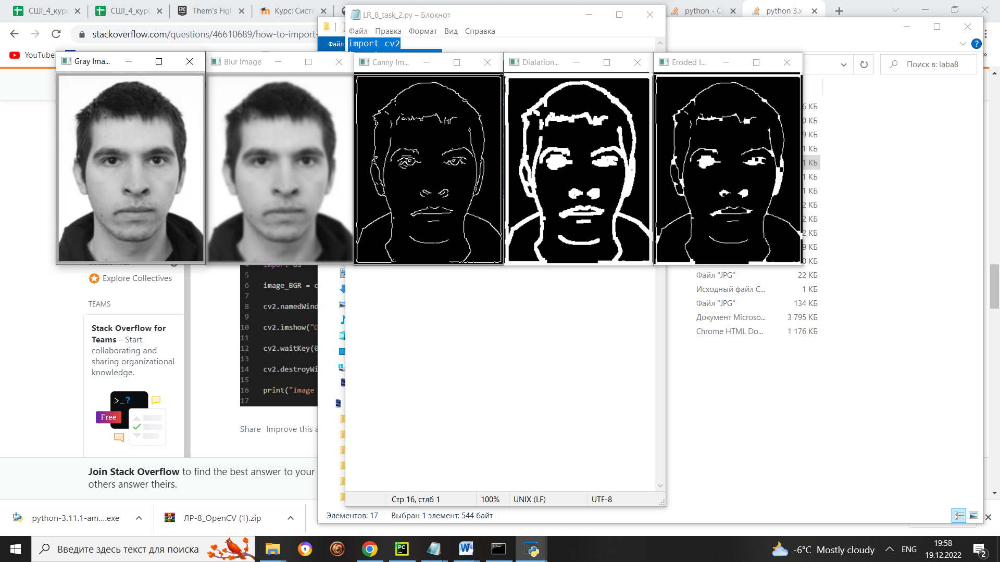 СШІ_4_курс
СШІ_4_курс
Them's Figh
Курс: Систе
python - Ca
python 3.x
stackoverflow.com/questions/46610689/how-to-import-
YouTube
LR_8_task_2.py – Блокнот
Файл Правка Формат Вид Справка
Файл
import cv2
Gray Ima...
Blur Image
Canny Im...
Dialation...
Eroded I...
Поиск в: laba8
6 КБ
0 КБ
9 КБ
1 КБ
1 КБ
1 КБ
1 КБ
2 КБ
2 КБ
2 КБ
9 КБ
0 КБ
Файл "JPG" 22 КБ
Исходный файл C... 1 КБ
Файл "JPG" 134 КБ
Документ Microso... 3 795 КБ
Chrome HTML Do... 1 176 КБ
Explore Collectives
TEAMS
Stack Overflow for
Teams – Start
collaborating and
sharing organizational
knowledge.
>_?
Free
4 import os
5
6 image_BGR = c
7
8 cv2.namedWind
9
10 cv2.imshow("O
11
12 cv2.waitKey(0
13
14 cv2.destroyWi
15
16 print("Image
17
Share Improve this a
Join Stack Overflow to find the best answer to your
others answer theirs.
Стр 16, стлб 1 100% UNIX (LF) UTF-8
Элементов: 17 Выбран 1 элемент: 544 байт
python-3.11.1-am....exe
ЛР-8_OpenCV (1).zip
Введите здесь текст для поиска
PC
-6°C Mostly cloudy
ENG
19:58
19.12.2022
2